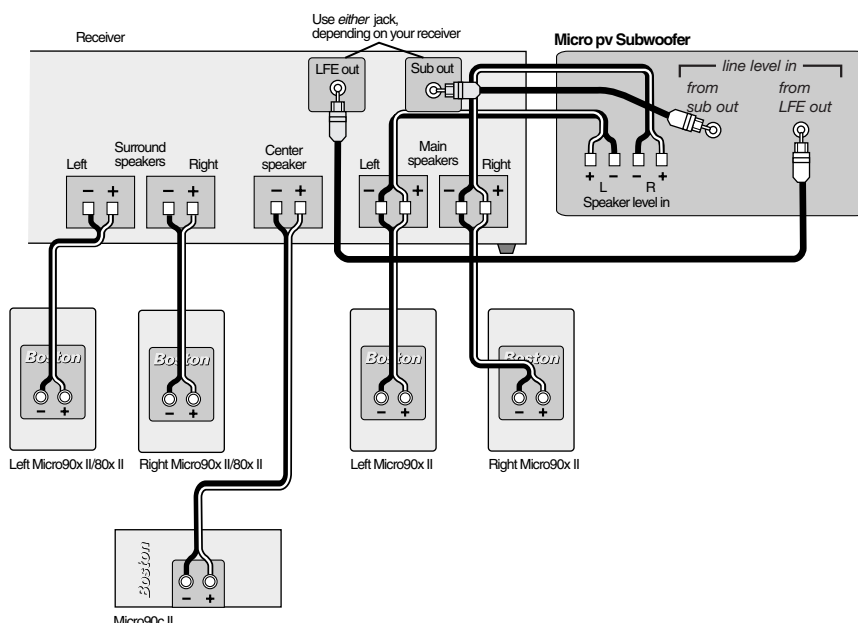 Use either jack,
depending on your receiver
Receiver
Micro pv Subwoofer
LFE out
Sub out
line level in
from
sub out
from
LFE out
Surround
speakers
Left
Right
Center
speaker
Main
speakers
Left
Right
– +
– +
– +
– +
– +
+ – – +
L R
Speaker level in
Boston
– +
Boston
– +
Boston
– +
Boston
– +
Left Micro90x II/80x II
Right Micro90x II/80x II
Left Micro90x II
Right Micro90x II
Boston
– +
Micro90c II